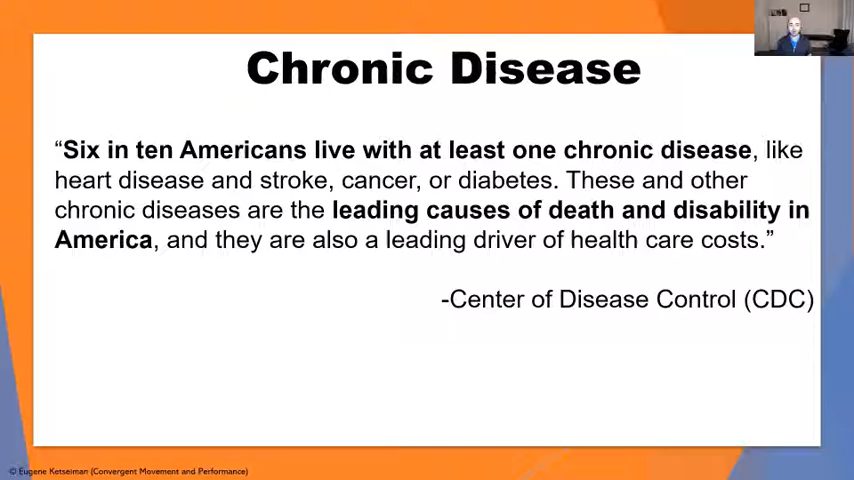 Chronic Disease
“Six in ten Americans live with at least one chronic disease, like
heart disease and stroke, cancer, or diabetes. These and other
chronic diseases are the leading causes of death and disability in
America, and they are also a leading driver of health care costs.”
-Center of Disease Control (CDC)
© Eugene Ketselman (Convergent Movement and Performance)